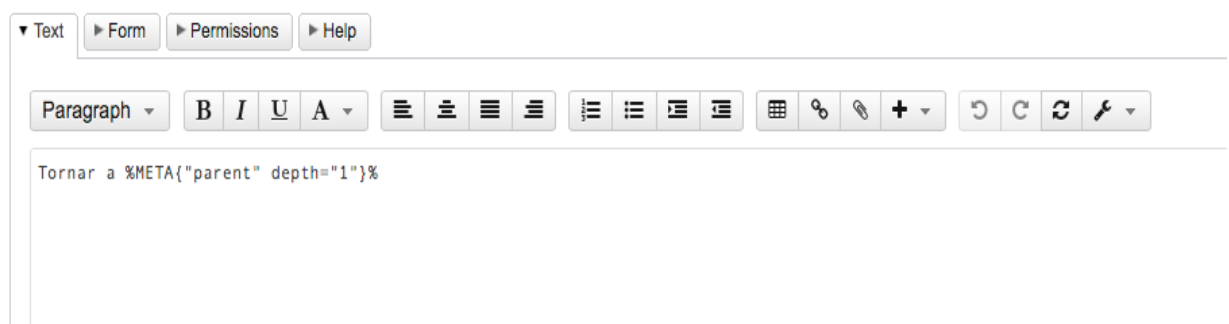 Text Form Permissions Help
Paragraph B I U A
Tornar a %META{"parent" depth="1"}%